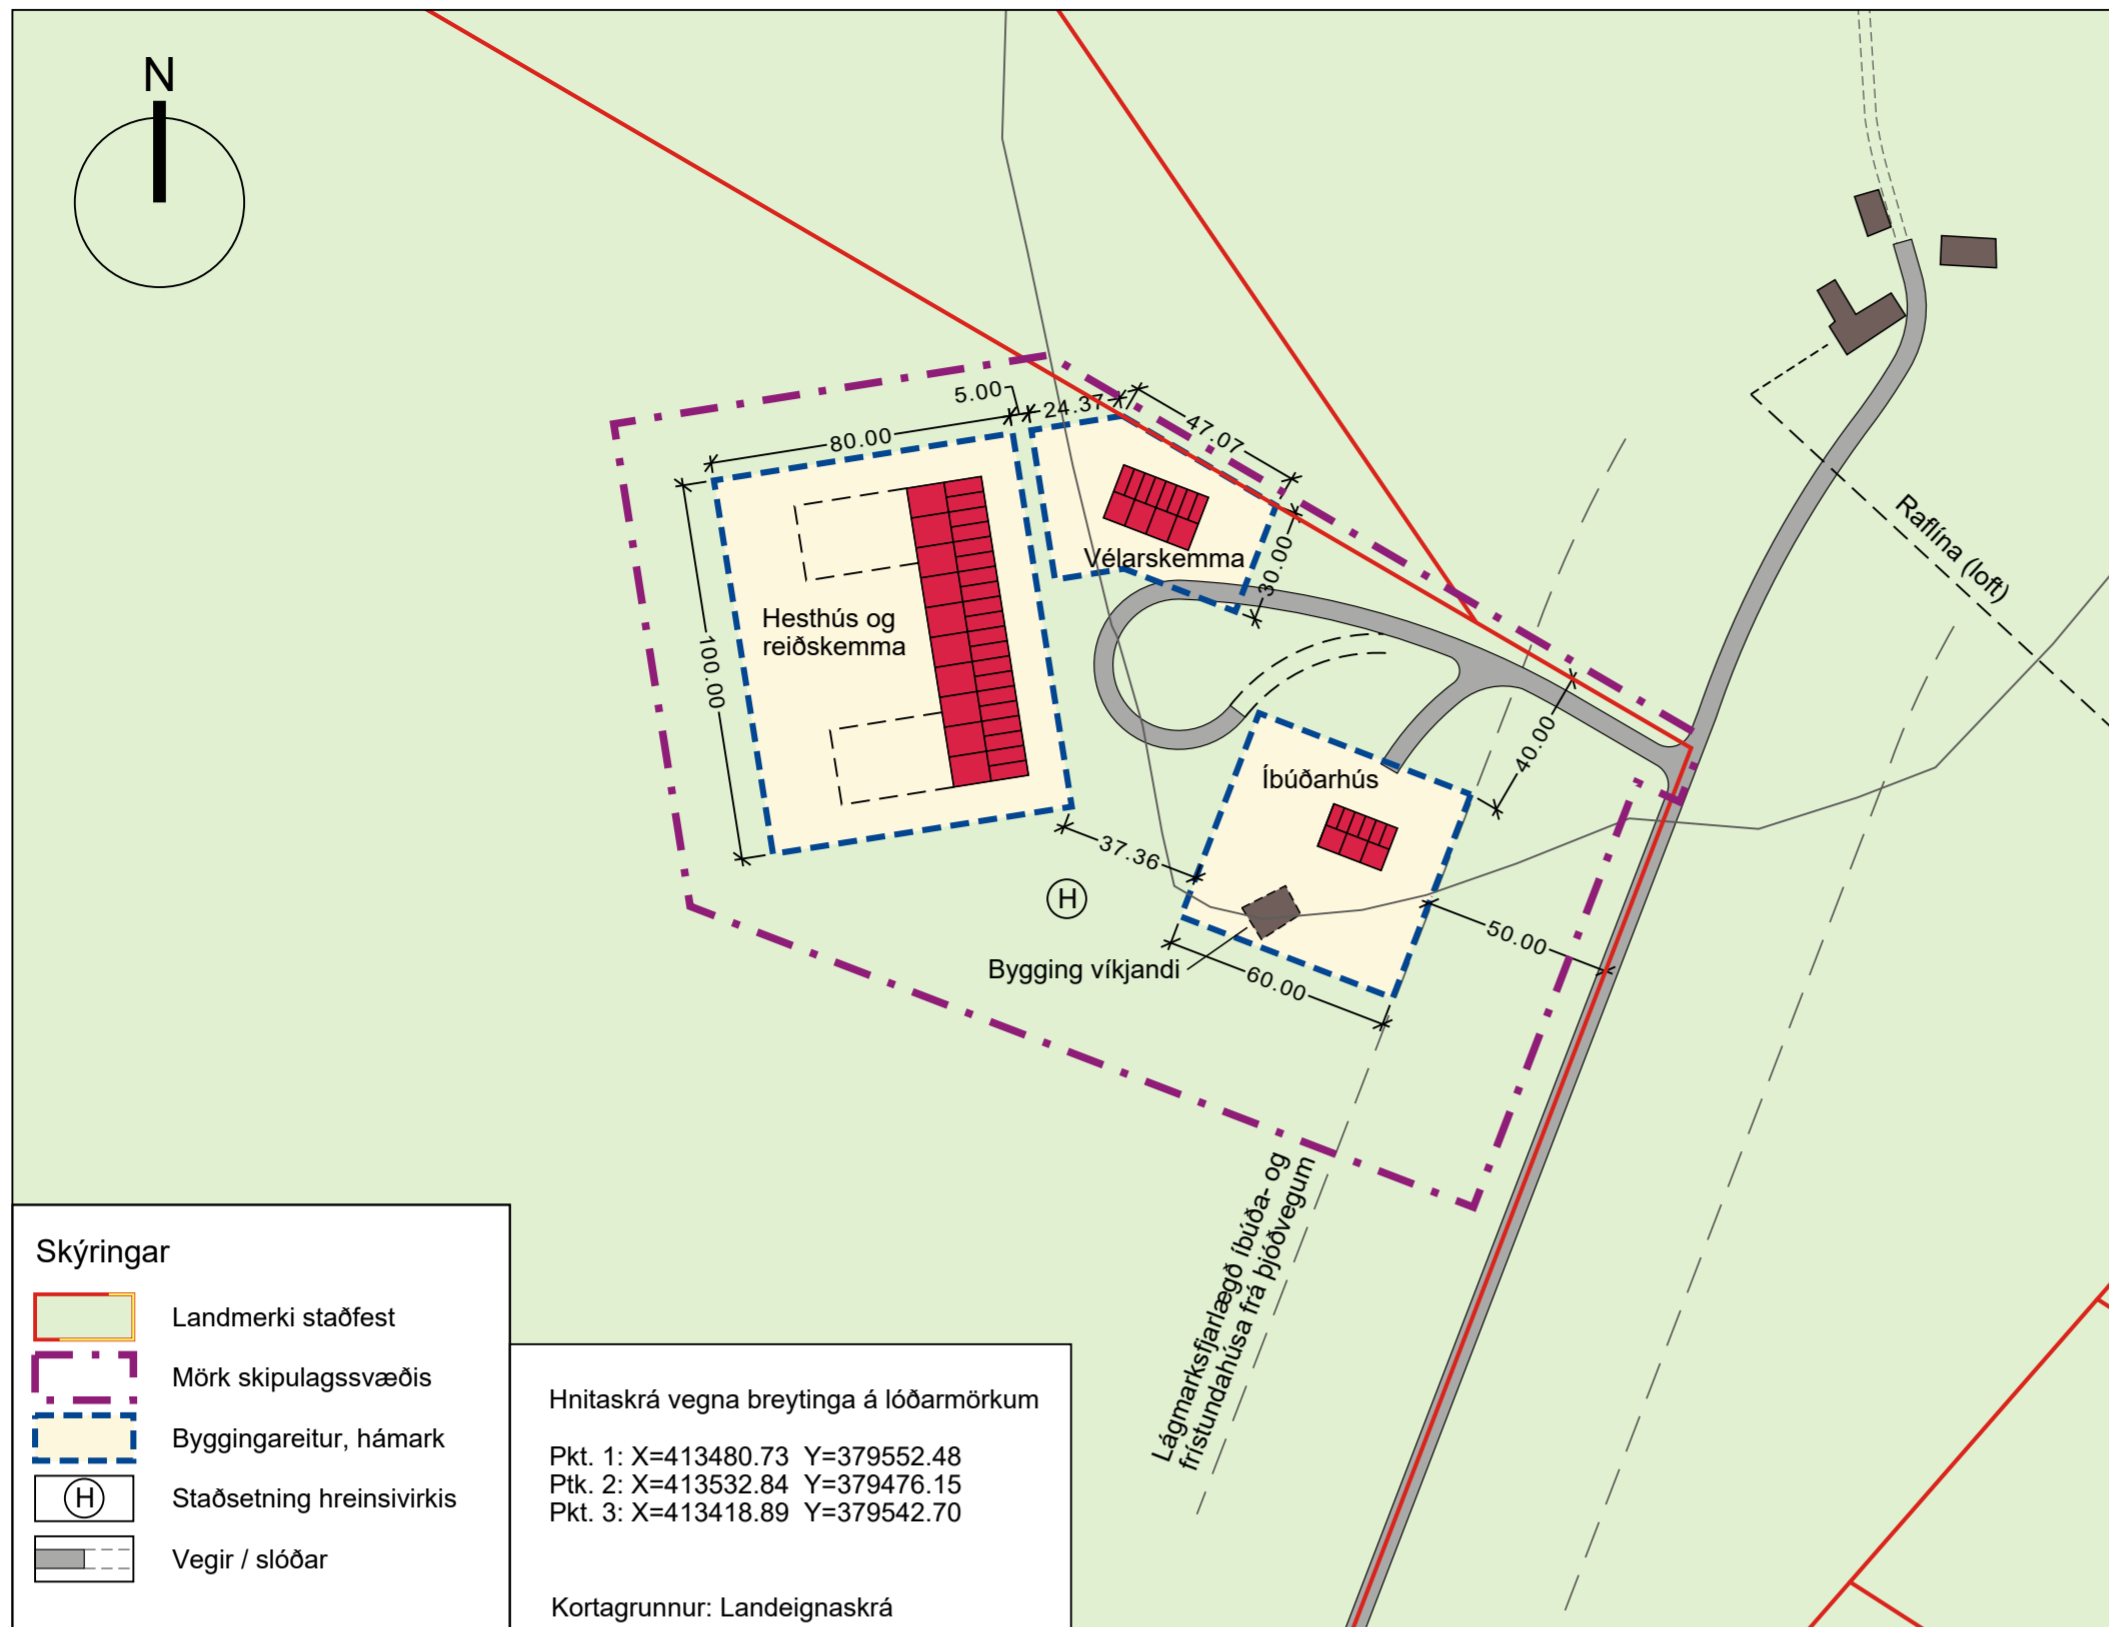 N
5.00
24.37
80.00
47.07
Vélarskemma
30.00
Hesthús og
reiðskemma
100.00
Raflína (loft)
40.00
Íbúðarhús
37.36
H
50.00
Bygging víkjandi
60.00
Lágmarksfjarlægð íbúða- og
frístundahúsa frá þjóðvegum
Skýringar
Landmerki staðfest
Mörk skipulagssvæðis
Byggingareitur, hámark
H Staðsetning hreinsivirkis
Vegir / slóðar
Hnitaskrá vegna breytinga á lóðarmörkum
Pkt. 1: X=413480.73 Y=379552.48
Ptk. 2: X=413532.84 Y=379476.15
Pkt. 3: X=413418.89 Y=379542.70
Kortagrunnur: Landeignaskrá